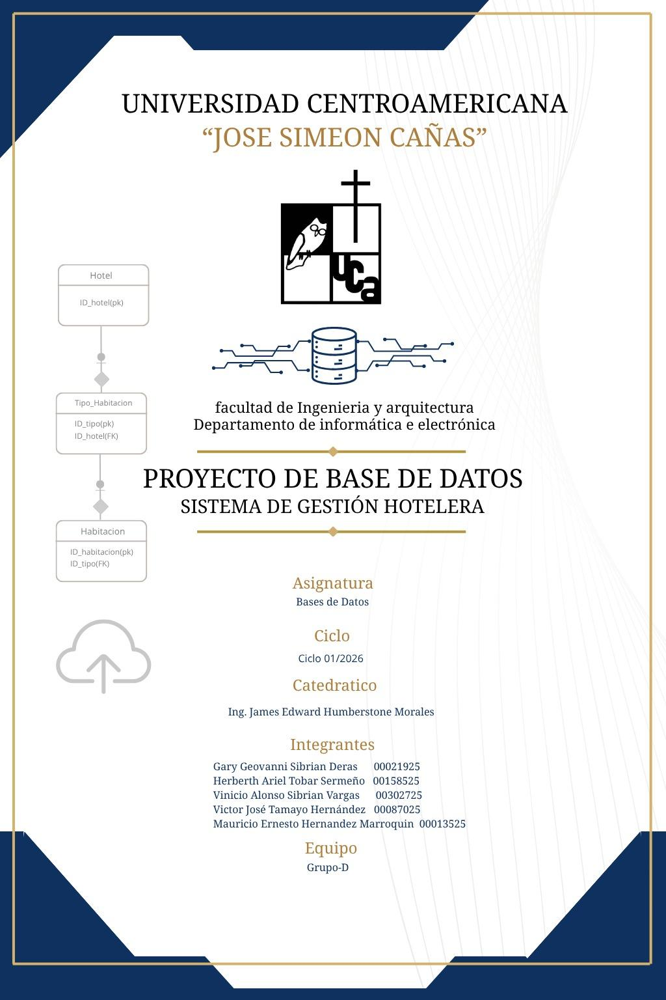 UNIVERSIDAD CENTROAMERICANA
“JOSE SIMEON CAÑAS”
uca
Hotel
ID_hotel(pk)
Tipo_Habitacion
ID_tipo(pk)
ID_hotel(FK)
Habitacion
ID_habitacion(pk)
ID_tipo(FK)
facultad de Ingenieria y arquitectura
Departamento de informática e electrónica
PROYECTO DE BASE DE DATOS
SISTEMA DE GESTIÓN HOTELERA
Asignatura
Bases de Datos
Ciclo
Ciclo 01/2026
Catedratico
Ing. James Edward Humberstone Morales
Integrantes
Gary Geovanni Sibrian Deras 00021925
Herberth Ariel Tobar Sermeño 00158525
Vinicio Alonso Sibrian Vargas 00302725
Victor José Tamayo Hernández 00087025
Mauricio Ernesto Hernandez Marroquin 00013525
Equipo
Grupo-D